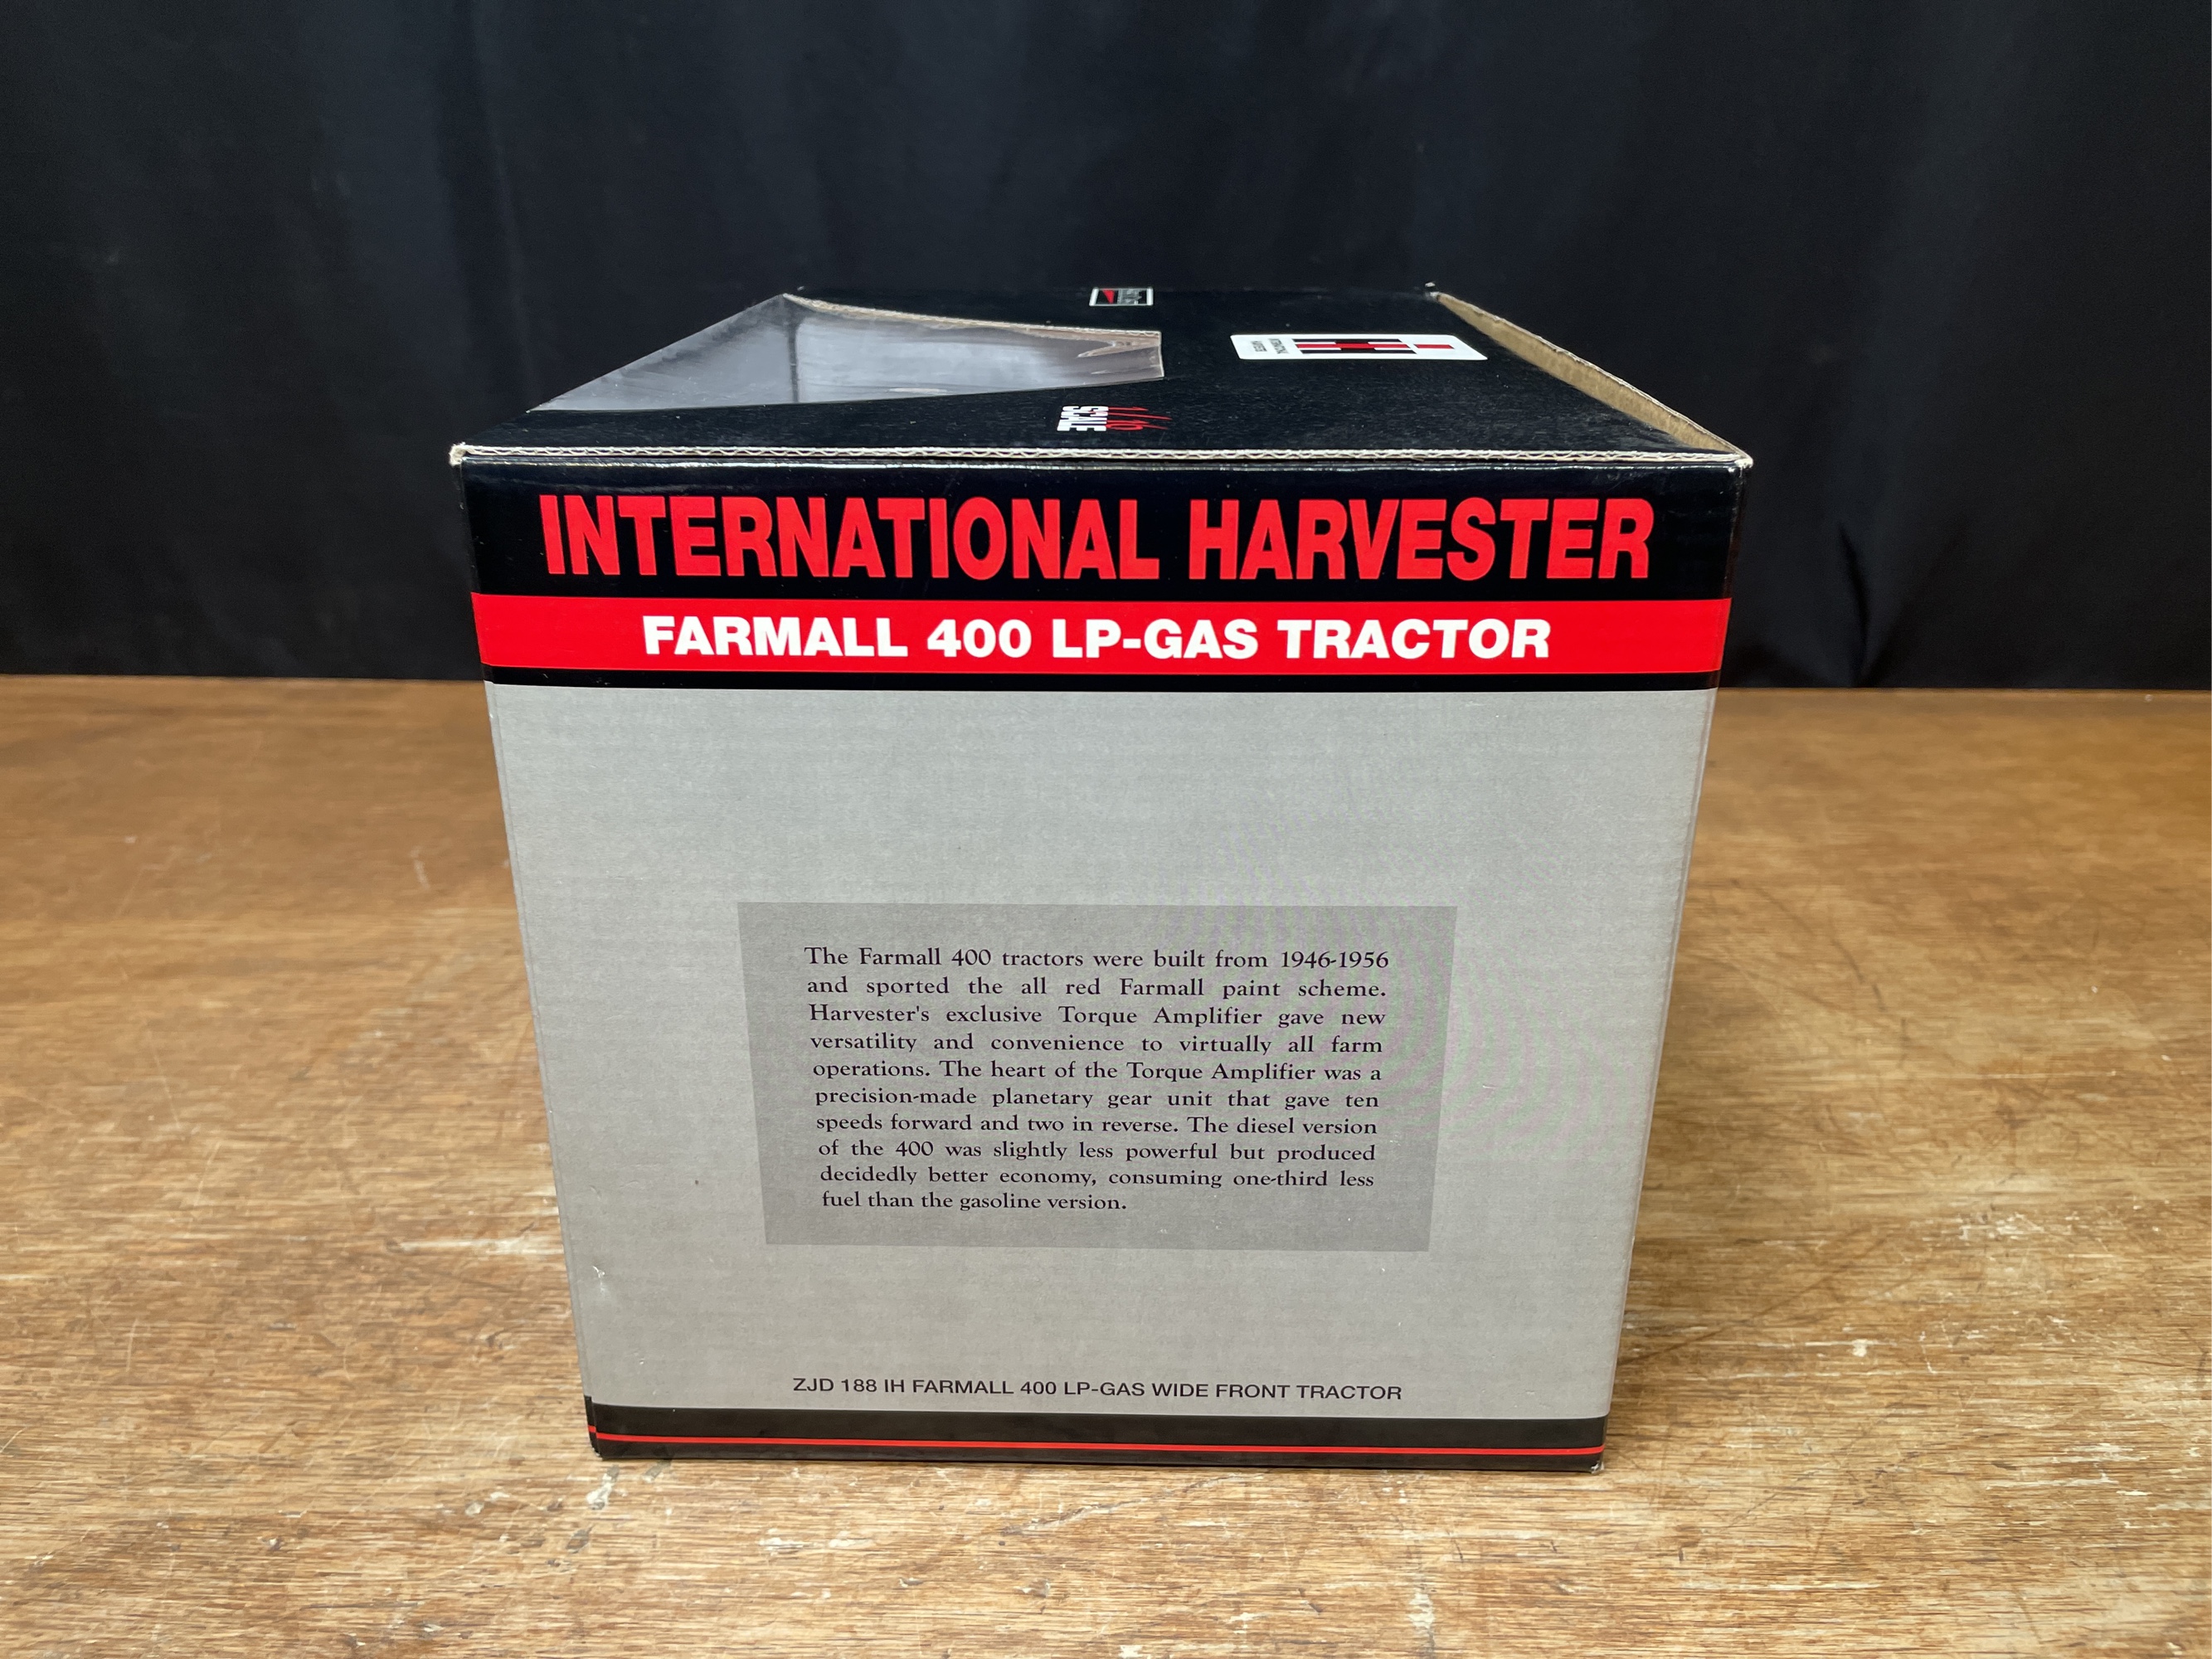 1/16
SCALE
INTERNATIONAL HARVESTER
FARMALL 400 LP-GAS TRACTOR
The Farmall 400 tractors were built from 1946-1956
and sported the all red Farmall paint scheme.
Harvester's exclusive Torque Amplifier gave new
versatility and convenience to virtually all farm
operations. The heart of the Torque Amplifier was a
precision-made planetary gear unit that gave ten
speeds forward and two in reverse. The diesel version
of the 400 was slightly less powerful but produced
decidedly better economy, consuming one-third less
fuel than the gasoline version.
ZJD 188 IH FARMALL 400 LP-GAS WIDE FRONT TRACTOR